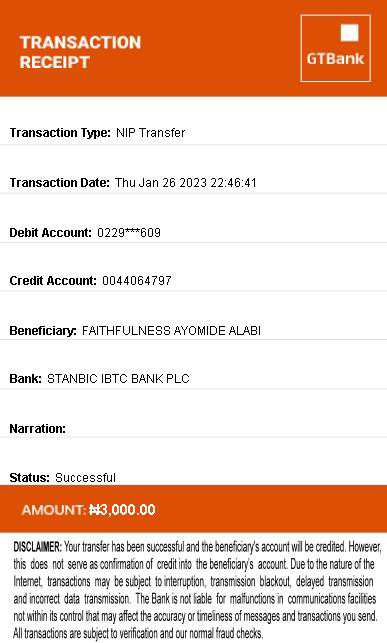 TRANSACTION
RECEIPT
GTBank
Transaction Type: NIP Transfer
Transaction Date: Thu Jan 26 2023 22:46:41
Debit Account: 0229***609
Credit Account: 0044064797
Beneficiary: FAITHFULNESS AYOMIDE ALABI
Bank: STANBIC IBTC BANK PLC
Narration:
Status: Successful
AMOUNT: ₦3,000.00
DISCLAIMER: Your transfer has been successful and the beneficiary's account will be credited. However,
this does not serve as confirmation of credit into the beneficiary's account. Due to the nature of the
Internet, transactions may be subject to interruption, transmission blackout, delayed transmission
and incorrect data transmission. The Bank is not liable for malfunctions in communications facilities
not within its control that may affect the accuracy or timeliness of messages and transactions you send.
All transactions are subject to verification and our normal fraud checks.